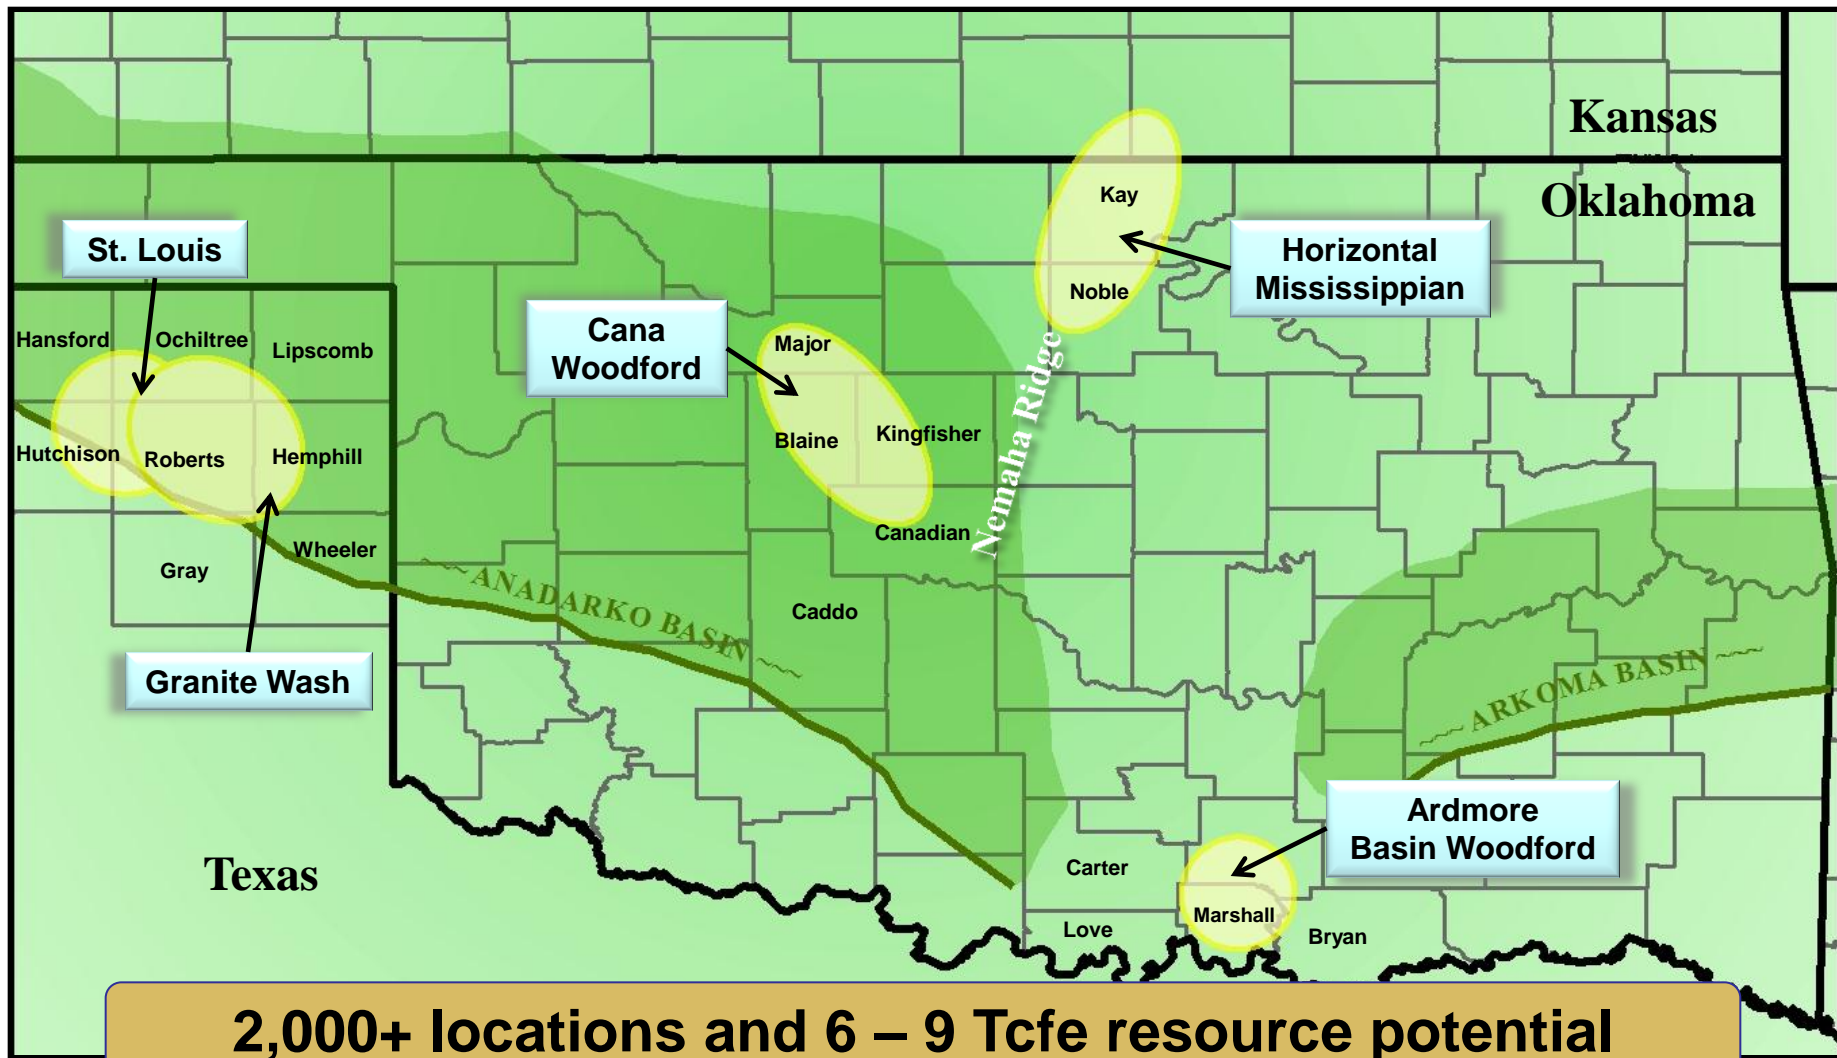 Kansas
Kay
Oklahoma
St. Louis
Horizontal
Mississippian
Noble
Cana
Woodford
Hansford
Ochiltree
Lipscomb
Major
Nemaha Ridge
Hutchison
Roberts
Hemphill
Blaine
Kingfisher
Canadian
Wheeler
Gray
~~~ ANADARKO BASIN ~~~
Caddo
Granite Wash
~~~ ARKOMA BASIN ~~~
Ardmore
Basin Woodford
Texas
Carter
Marshall
Love
Bryan
2,000+ locations and 6 – 9 Tcfe resource potential